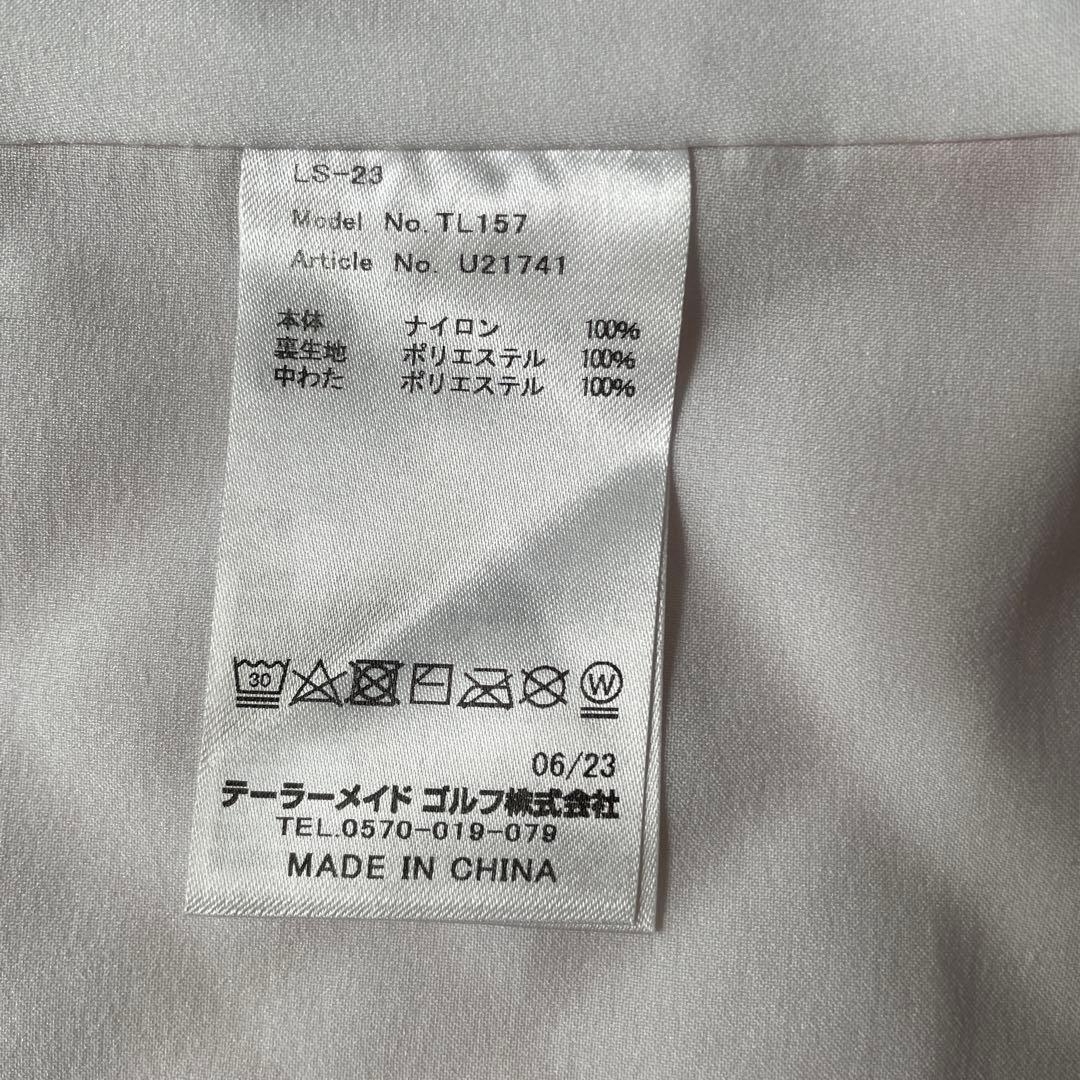 LS-23
Model No. TL157
Article No. U21741
本体 ナイロン 100%
裏生地 ポリエステル 100%
中わた ポリエステル 100%
30 W
06/23
テーラーメイド ゴルフ株式会社
TEL.0570-019-079
MADE IN CHINA